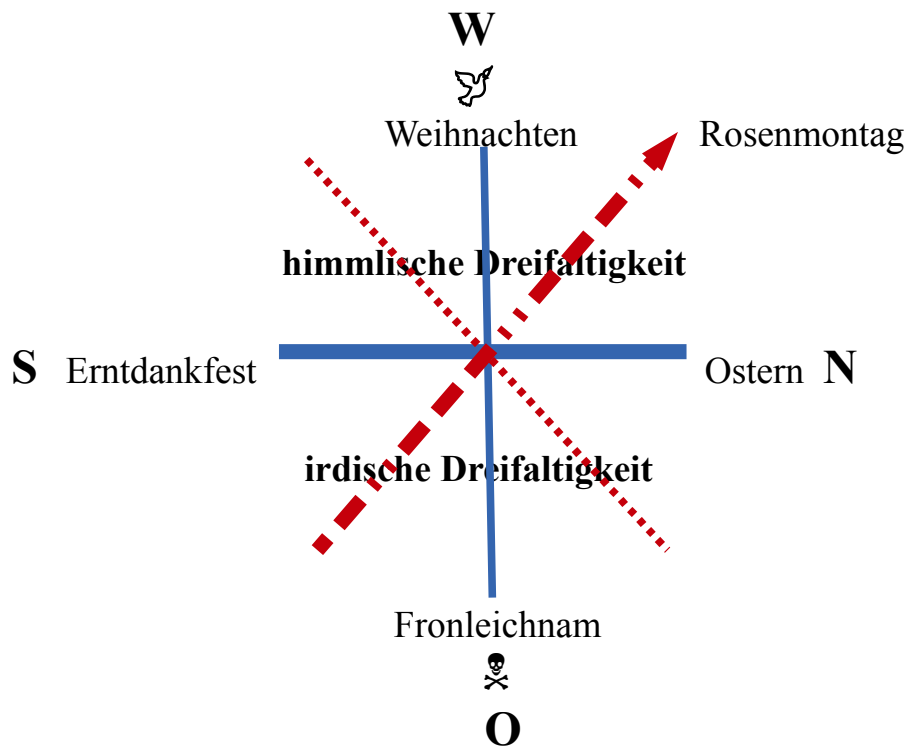 W
Weihnachten
Rosenmontag
himmlische Dreifaltigkeit
S Erntdankfest
Ostern N
irdische Dreifaltigkeit
Fronleichnam
O